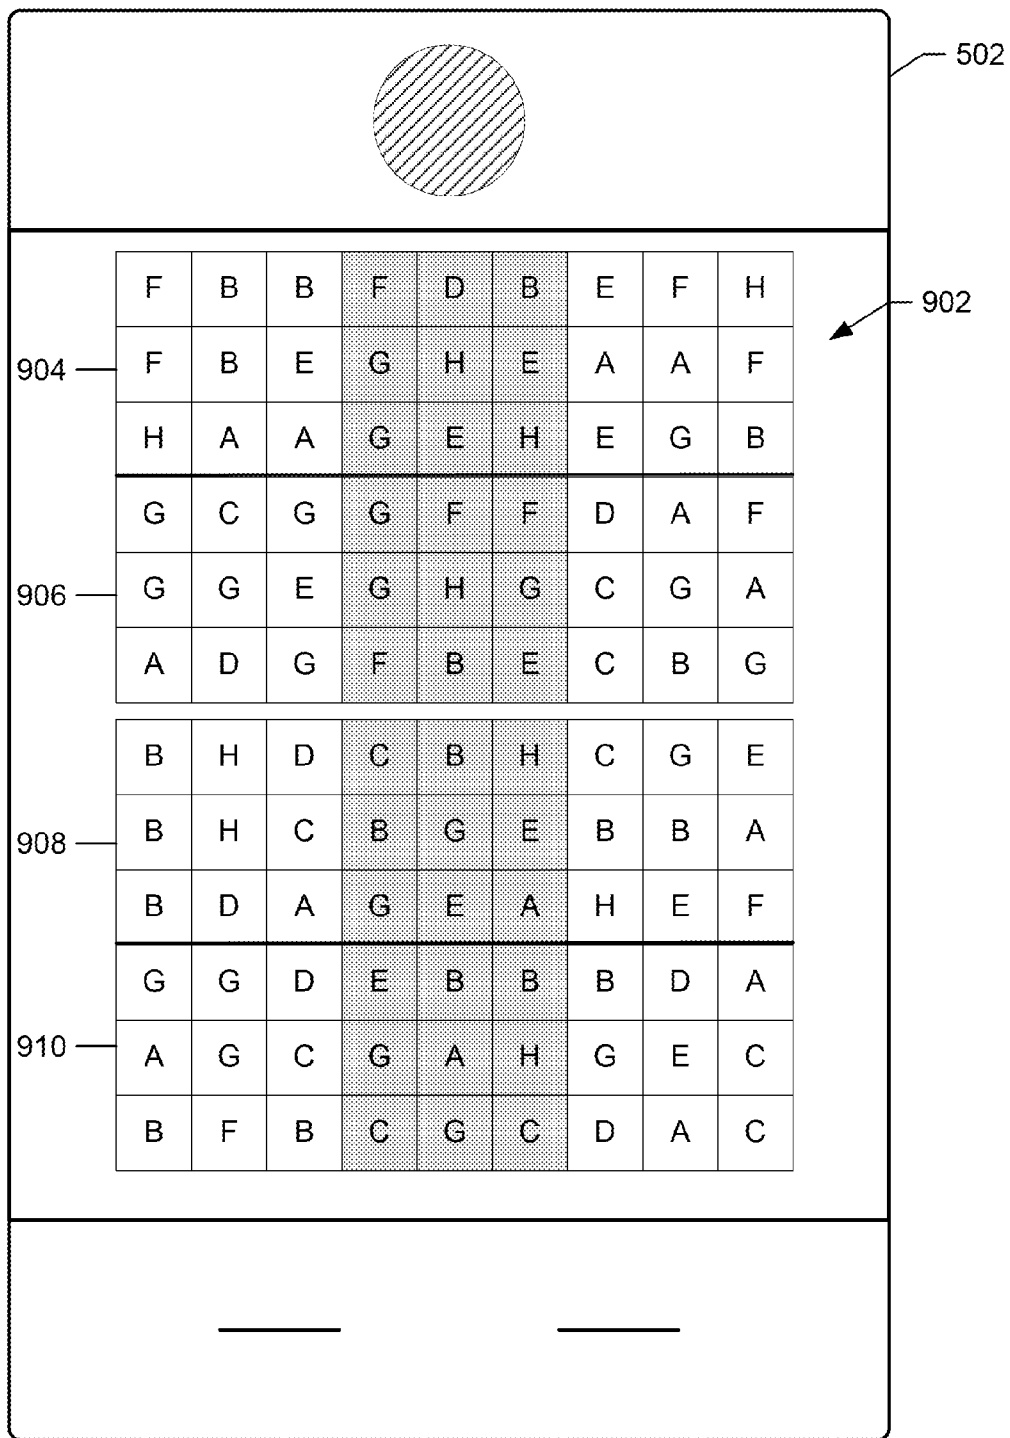 502
F B B F D B E F H
902
904 F B E G H E A A F
H A A G E H E G B
G C G G F F D A F
906 G G E G H G C G A
A D G F B E C B G
B H D C B H C G E
908 B H C B G E B B A
B D A G E A H E F
G G D E B B B D A
910 A G C G A H G E C
B F B C G C D A C